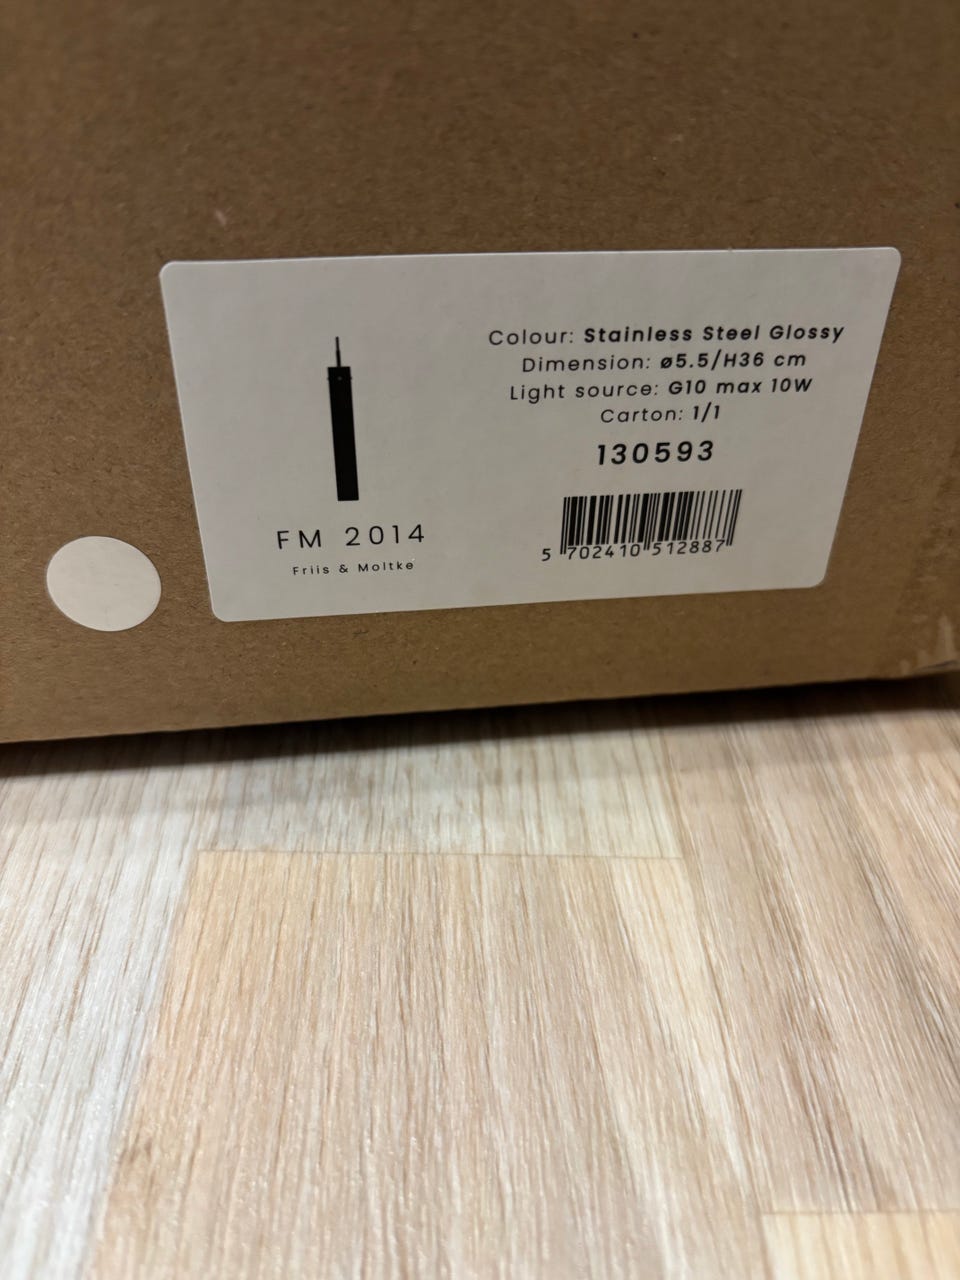 Colour: Stainless Steel Glossy
Dimension: ø5.5/H36 cm
Light source: G10 max 10W
Carton: 1/1
130593
5 702410 512887
FM 2014
Friis & Moltke